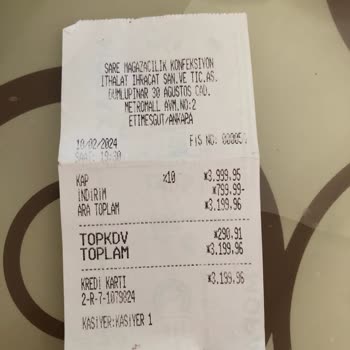 SARE MAGAZACILIK KONFEKSIYON
ITHALAT IHRACAT SAN.VE TIC.AS.
DUMLUPINAR 30 AGUSTOS CAD.
METROMALL AVM.NO:2
ETIMESGUT/ANKARA
10/02/2024 FIS NO: 000054
SAAT: 19:30
KAP %10 *3.999.95
INDIRIM *799.99-
ARA TOPLAM *3.199.96
TOPKDV *290.91
TOPLAM *3.199.96
KREDI KARTI *3.199.96
2-R-7-1079824
KASIYER:KASIYER 1